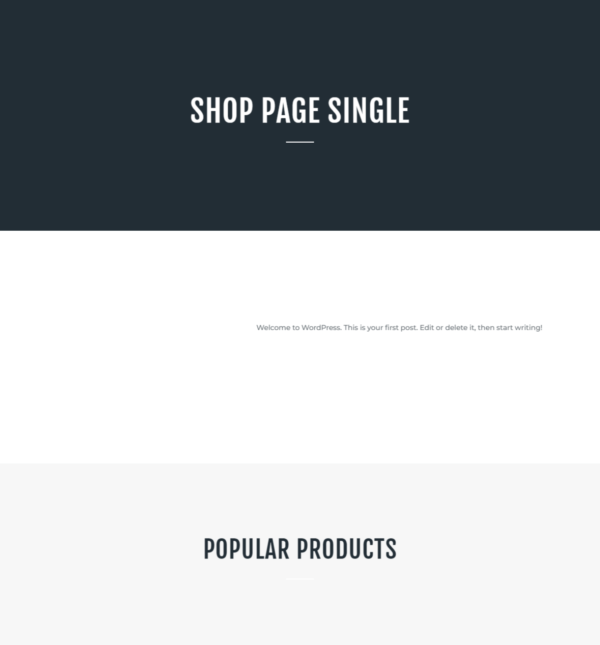 SHOP PAGE SINGLE
Welcome to WordPress. This is your first post. Edit or delete it, then start writing!
POPULAR PRODUCTS